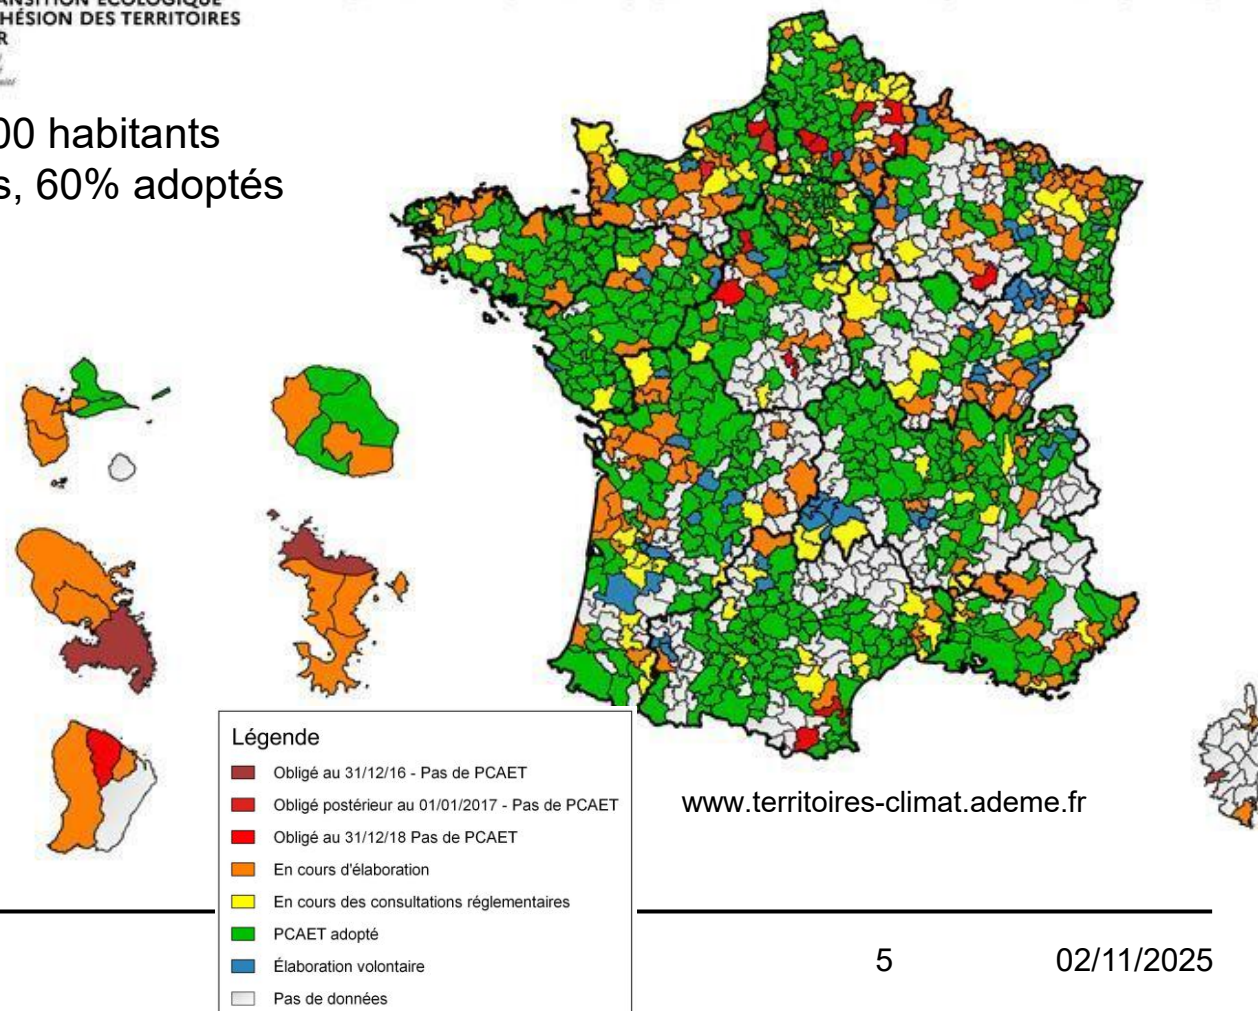 TRANSITION ÉCOLOGIQUE
HÉSION DES TERRITOIRES
R
00 habitants
s, 60% adoptés
Légende
Obligé au 31/12/16 - Pas de PCAET
Obligé postérieur au 01/01/2017 - Pas de PCAET
Obligé au 31/12/18 Pas de PCAET
En cours d'élaboration
En cours des consultations réglementaires
PCAET adopté
Élaboration volontaire
Pas de données
www.territoires-climat.ademe.fr
5
02/11/2025